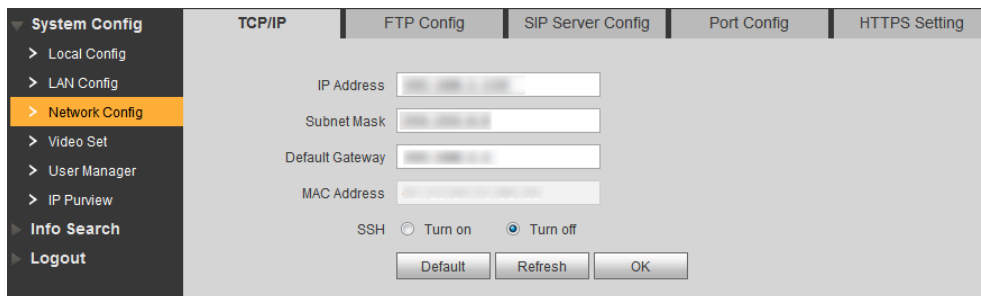 System Config
> Local Config
> LAN Config
> Network Config
> Video Set
> User Manager
> IP Purview
Info Search
Logout
TCP/IP
FTP Config
SIP Server Config
Port Config
HTTPS Setting
IP Address
Subnet Mask
Default Gateway
MAC Address
SSH Turn on Turn off
Default Refresh OK